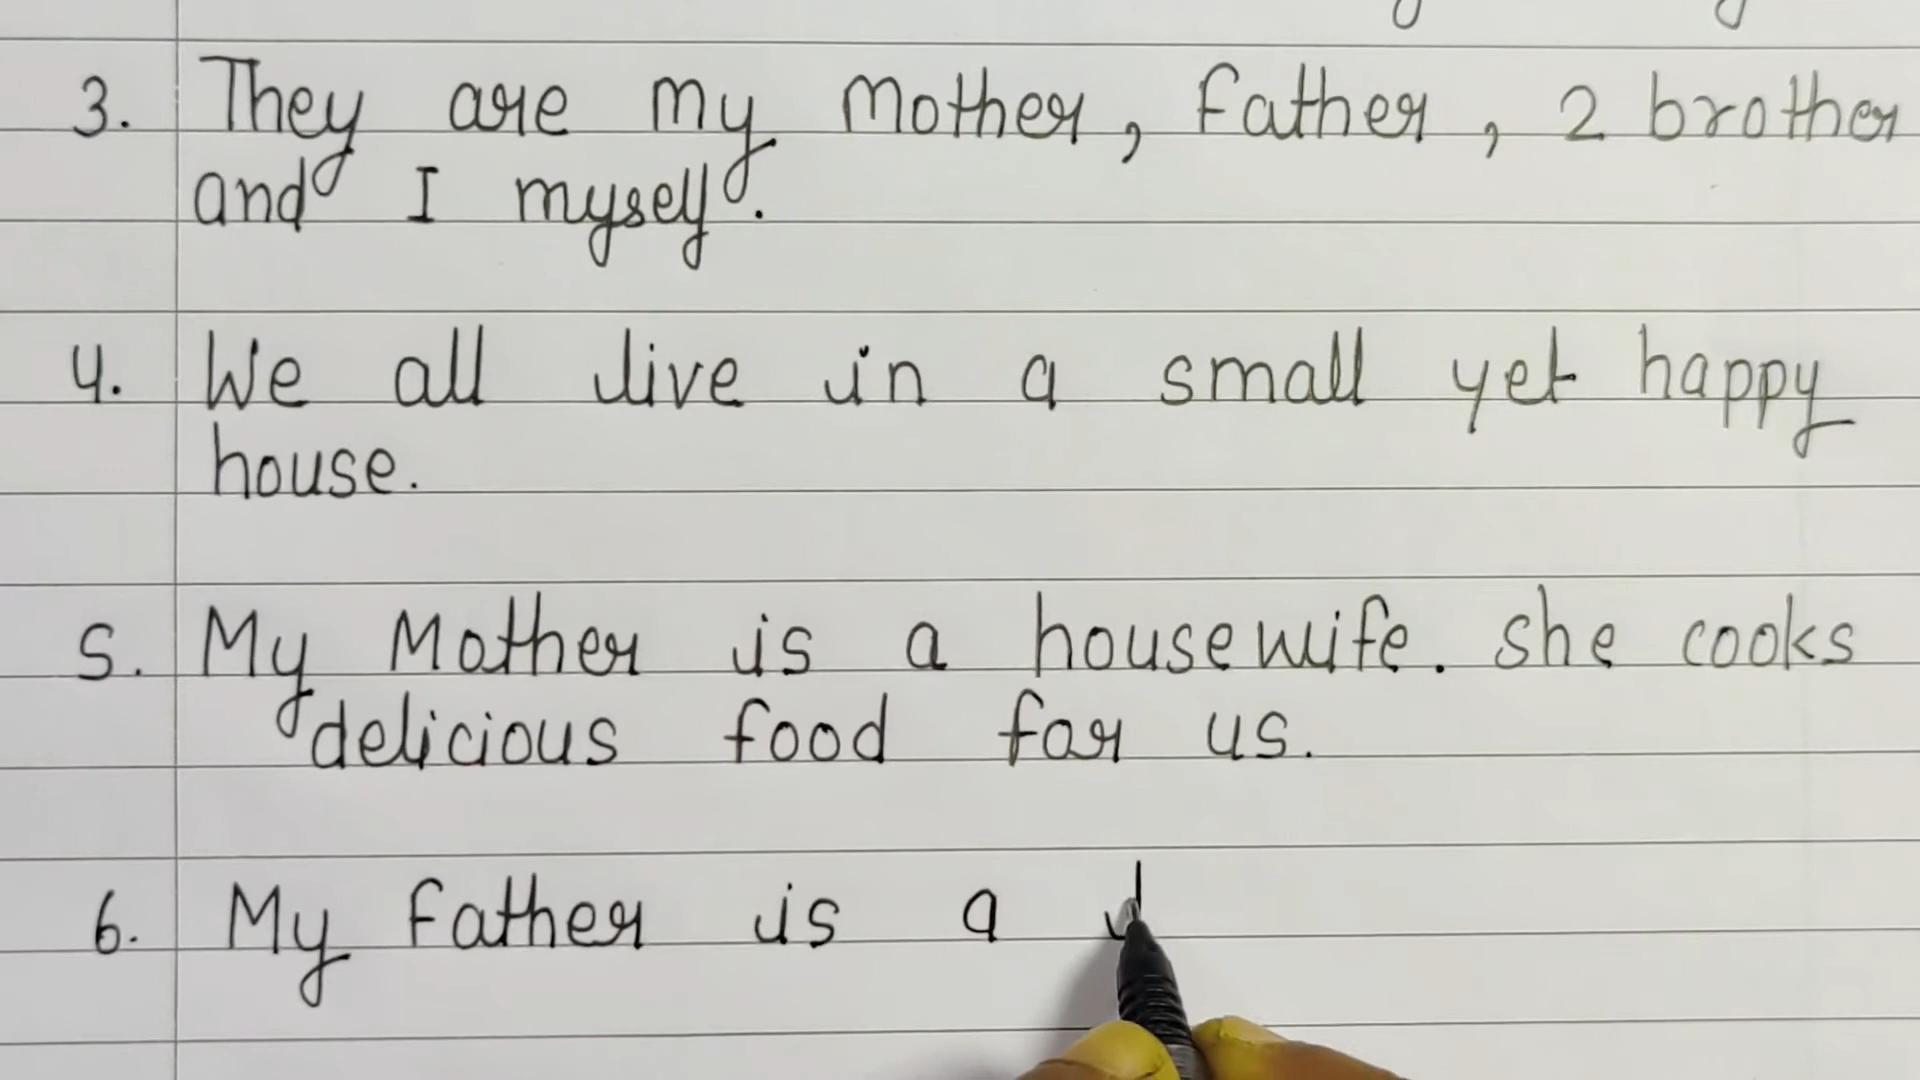 3. They are my Mother, Father, 2 brother
and I myself.
4. We all live in a small yet happy
house.
5. My Mother is a housewife. she cooks
delicious food for us.
6. My Father is a